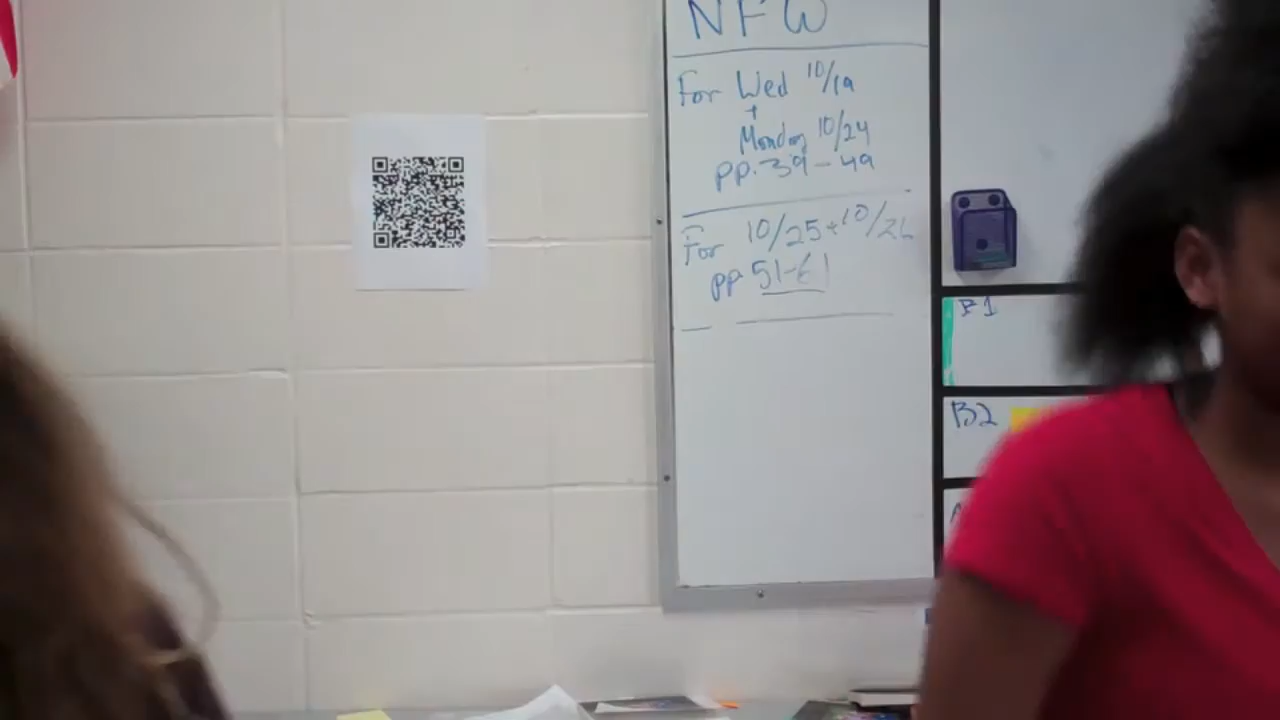 NFW
For Wed 10/19
+
Monday 10/24
pp. 39-49
For 10/25 + 10/26
pp 51-61
B1
B2